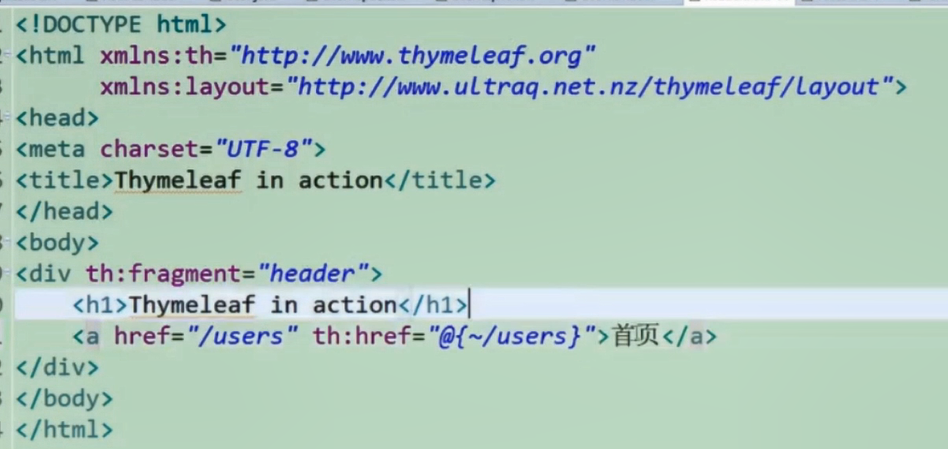 <!DOCTYPE html>
<html xmlns:th="http://www.thymeleaf.org"
xmlns:layout="http://www.ultraq.net.nz/thymeleaf/layout">
<head>
<meta charset="UTF-8">
<title>Thymeleaf in action</title>
</head>
<body>
<div th:fragment="header">
<h1>Thymeleaf in action</h1>
<a href="/users" th:href="@{~/users}">首页</a>
</div>
</body>
</html>